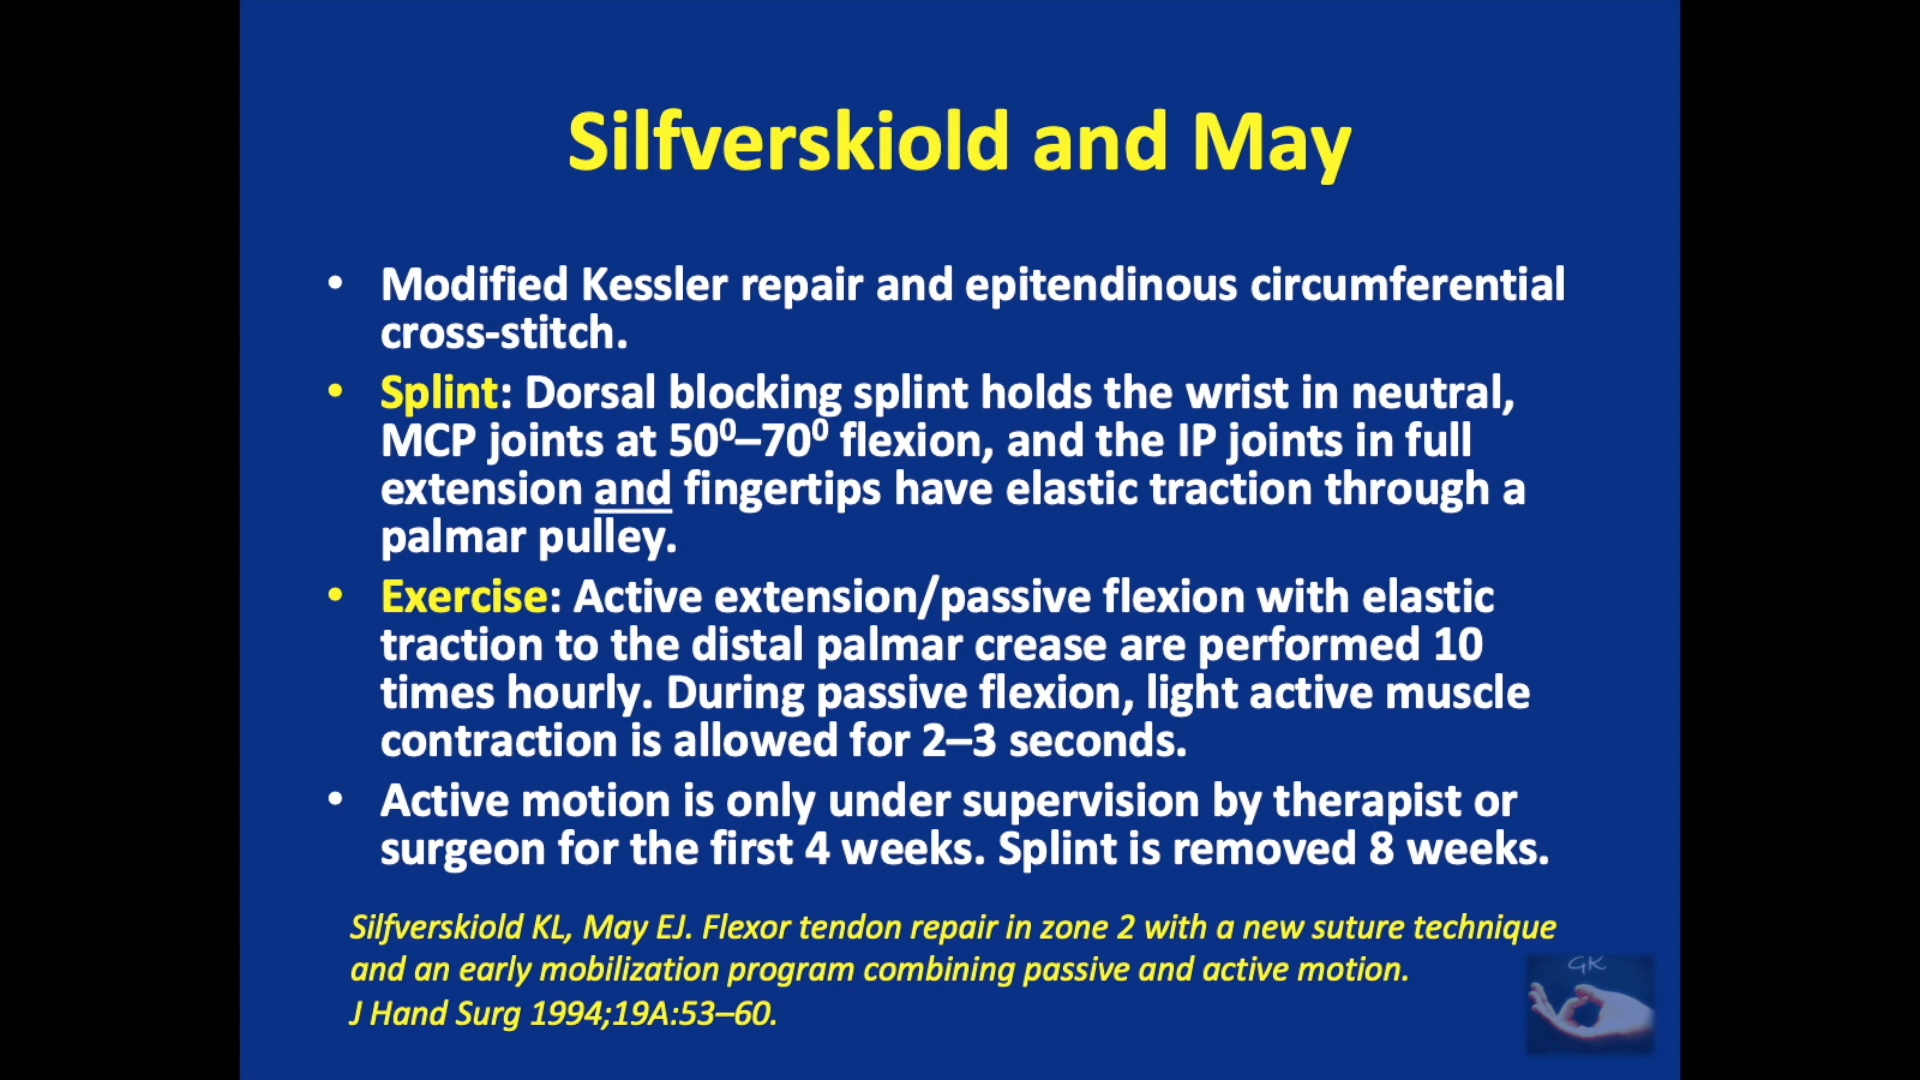 Silfverskiold and May
• Modified Kessler repair and epitendinous circumferential
cross-stitch.
• Splint: Dorsal blocking splint holds the wrist in neutral,
MCP joints at 50⁰–70⁰ flexion, and the IP joints in full
extension and fingertips have elastic traction through a
palmar pulley.
• Exercise: Active extension/passive flexion with elastic
traction to the distal palmar crease are performed 10
times hourly. During passive flexion, light active muscle
contraction is allowed for 2–3 seconds.
• Active motion is only under supervision by therapist or
surgeon for the first 4 weeks. Splint is removed 8 weeks.
Silfverskiold KL, May EJ. Flexor tendon repair in zone 2 with a new suture technique
and an early mobilization program combining passive and active motion.
J Hand Surg 1994;19A:53–60.
GK